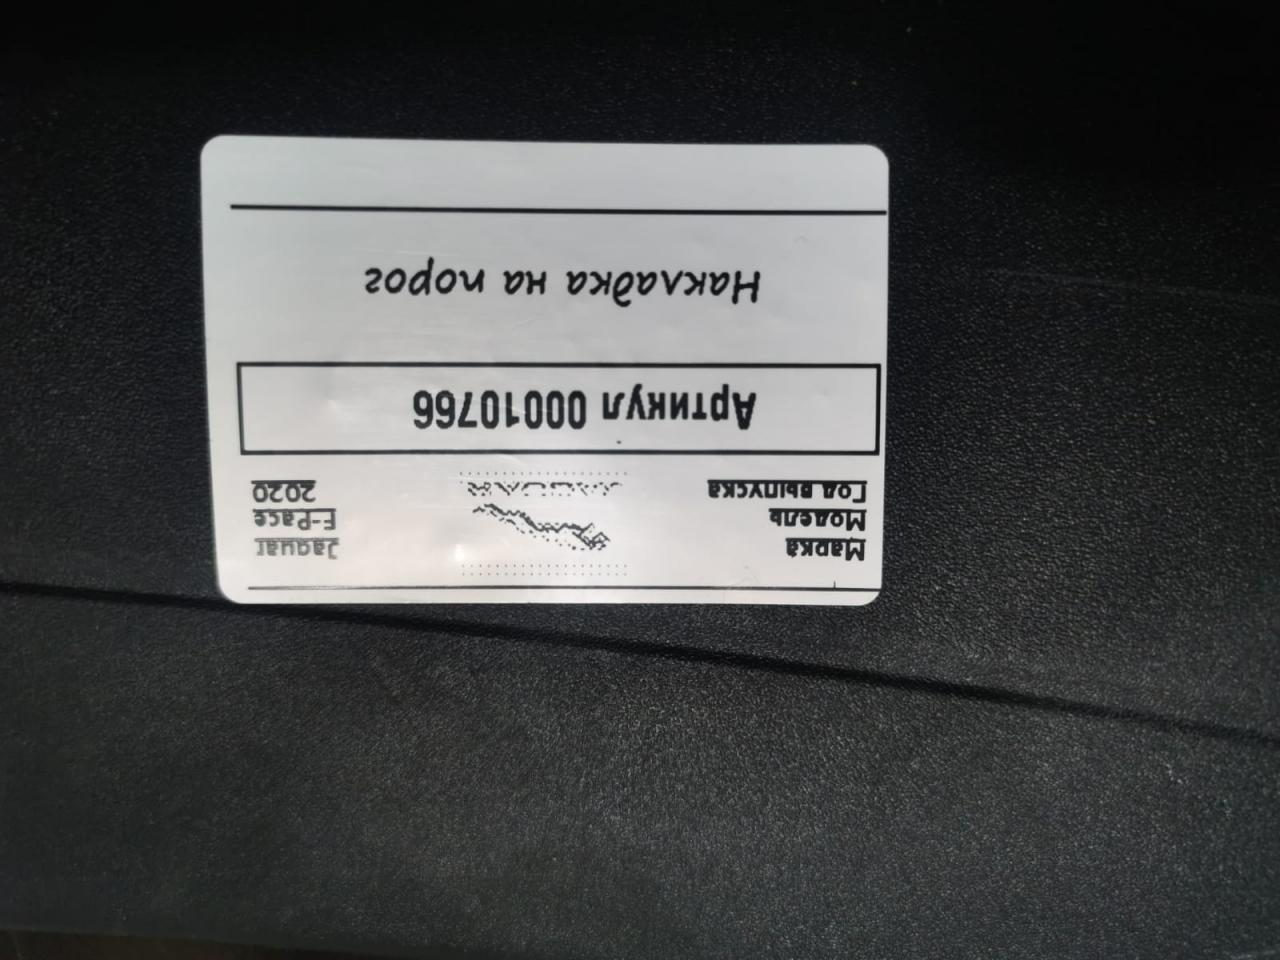 Марка Jaguar
Модель E-Pace
Год выпуска 2020
Артикул 00010766
Накладка на порог